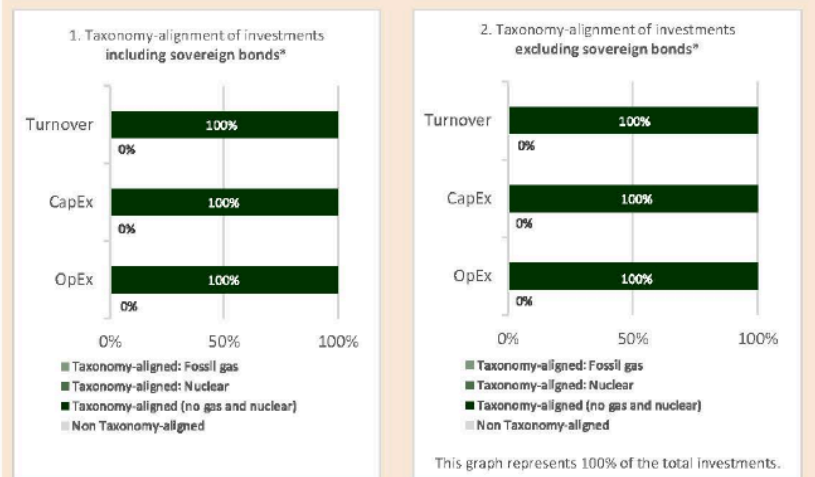 1. Taxonomy-alignment of investments
including sovereign bonds*
Turnover
100%
0%
CapEx
100%
0%
OpEx
100%
0%
0%
50%
100%
Taxonomy-aligned: Fossil gas
Taxonomy-aligned: Nuclear
Taxonomy-aligned (no gas and nuclear)
Non Taxonomy-aligned
2. Taxonomy-alignment of investments
excluding sovereign bonds*
Turnover
100%
0%
CapEx
100%
0%
OpEx
100%
0%
0%
50%
100%
Taxonomy-aligned: Fossil gas
Taxonomy-aligned: Nuclear
Taxonomy-aligned (no gas and nuclear)
Non Taxonomy-aligned
This graph represents 100% of the total investments.